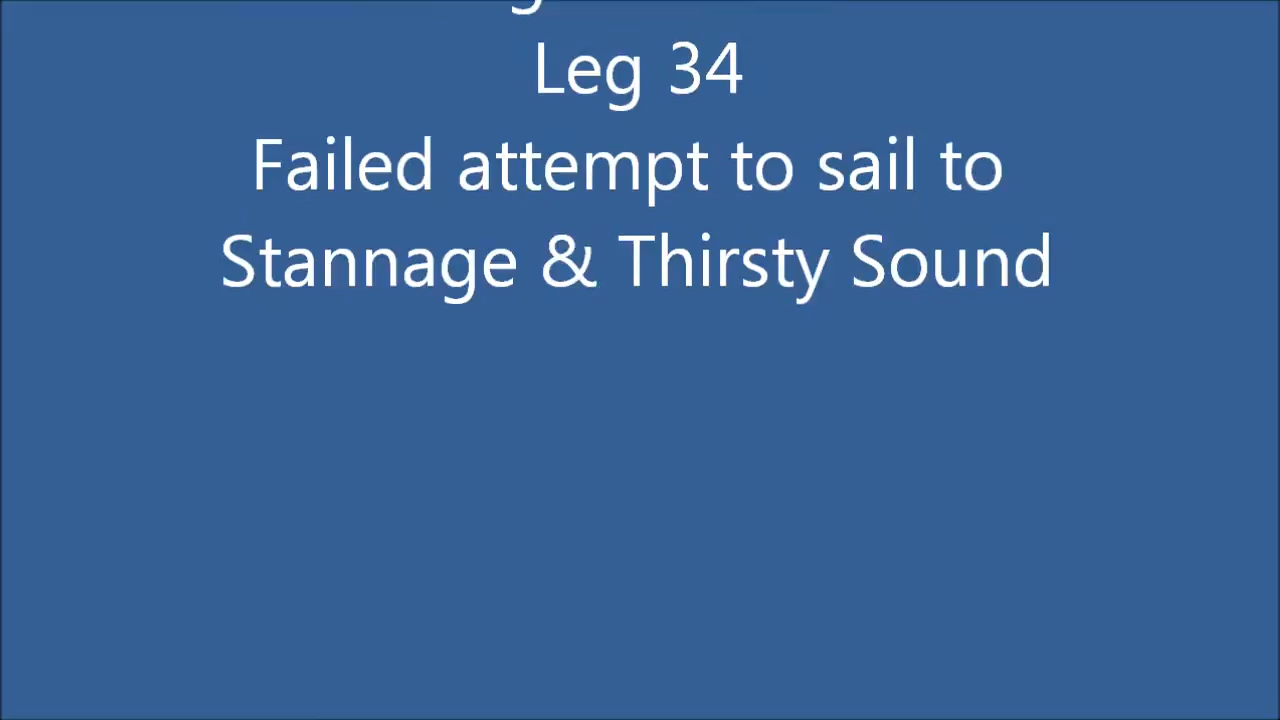 Leg 34
Failed attempt to sail to
Stannage & Thirsty Sound